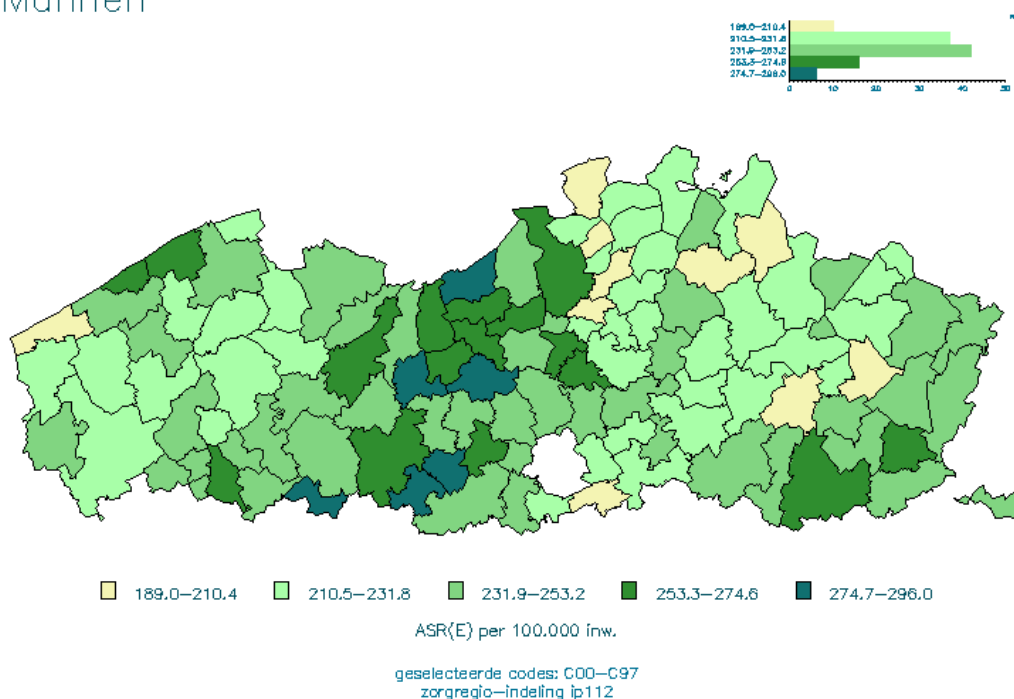 Mannen
189.0-210.4
210.5-231.8
231.9-253.2
253.3-274.6
274.7-296.0
0 10 20 30 40 50
189.0-210.4 210.5-231.8 231.9-253.2 253.3-274.6 274.7-296.0
ASR(E) per 100.000 inw.
geselecteerde codes: C00-C97
zorgregio-indeling ip112